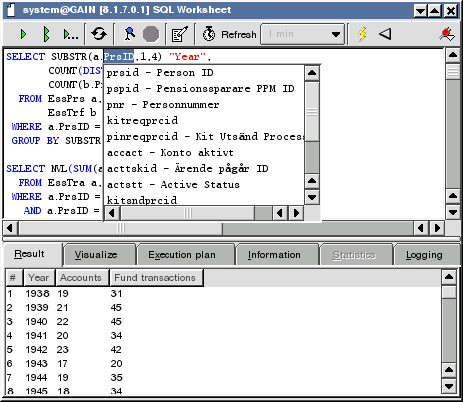 system@GAIN [8.1.7.0.1] SQL Worksheet
Refresh 1 min
SELECT SUBSTR(a.PrsID,1,4) "Year",
COUNT(DIS
COUNT(b.Pr
FROM EssPrs a,
EssTrf b
WHERE a.PrsID =
GROUP BY SUBSTR
SELECT NVL(SUM(a
FROM EssTra a,
WHERE a.PrsID =
AND a.PrsID =
prsid - Person ID
pspid - Pensionssparare PPM ID
pnr - Personnummer
kitreqprcid
pinreqprcid - Kit Utsänd Process
accact - Konto aktivt
acttskid - Ärende pågår ID
actstt - Active Status
kitsndprcid
Result Visualize Execution plan Information Statistics Logging
# Year Accounts Fund transactions
1 1938 19 31
2 1939 21 45
3 1940 22 45
4 1941 20 34
5 1942 23 42
6 1943 17 20
7 1944 19 35
8 1945 18 34